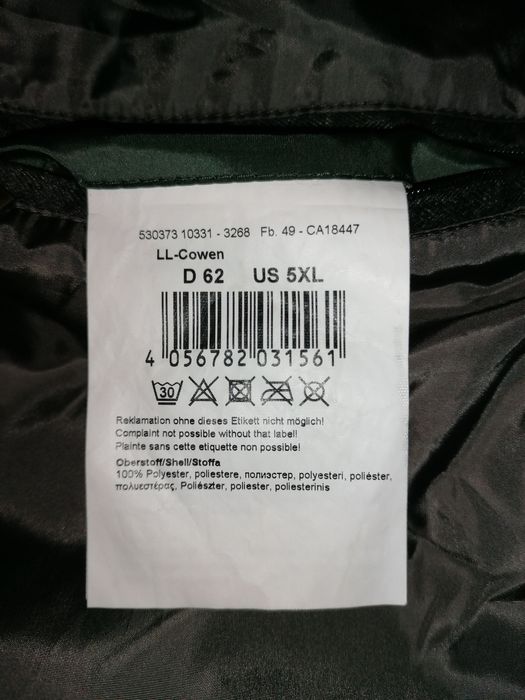 530373 10331 - 3268 Fb. 49 - CA18447
LL-Cowen
D 62 US 5XL
4 056782 031561
30
Reklamation ohne dieses Etikett nicht möglich!
Complaint not possible without that label!
Plainte sans cette etiquette non possible!
Oberstoff/Shell/Stoffa
100% Polyester, poliestere, полиэстер, polyesteri, poliéster,
πολυεστέρας, Poliészter, poliester, poliesterinis